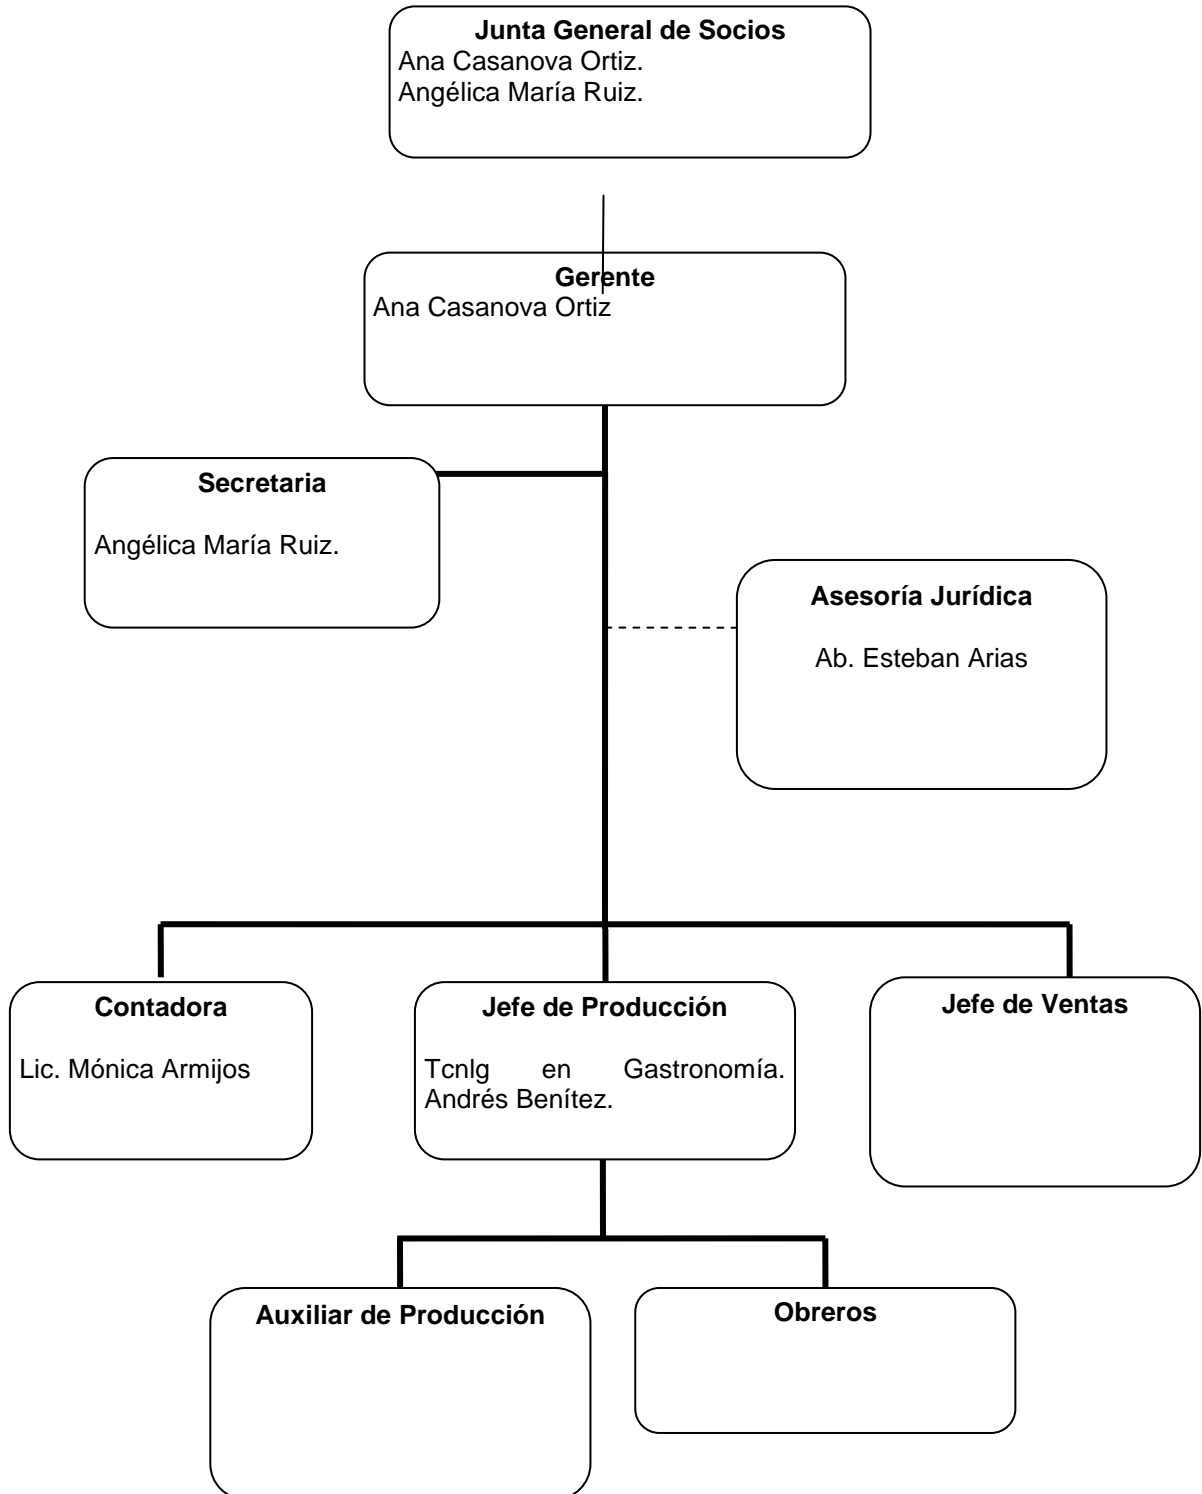 Junta General de Socios
Ana Casanova Ortiz.
Angélica María Ruiz.
Gerente
Ana Casanova Ortiz
Secretaria
Angélica María Ruiz.
Asesoría Jurídica
Ab. Esteban Arias
Contadora
Lic. Mónica Armijos
Jefe de Producción
Tcnlg en Gastronomía.
Andrés Benítez.
Jefe de Ventas
Auxiliar de Producción
Obreros